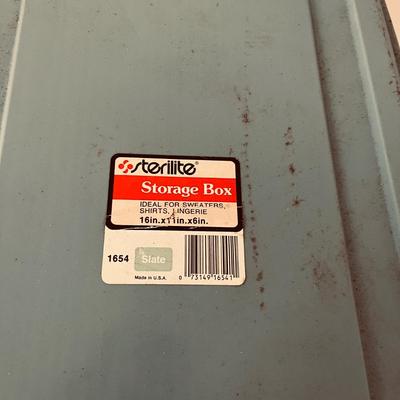 sterilite®
Storage Box
IDEAL FOR SWEATERS,
SHIRTS, LINGERIE
16in.x11in.x6in.
1654
Slate
Made in U.S.A.
0 73149 16541